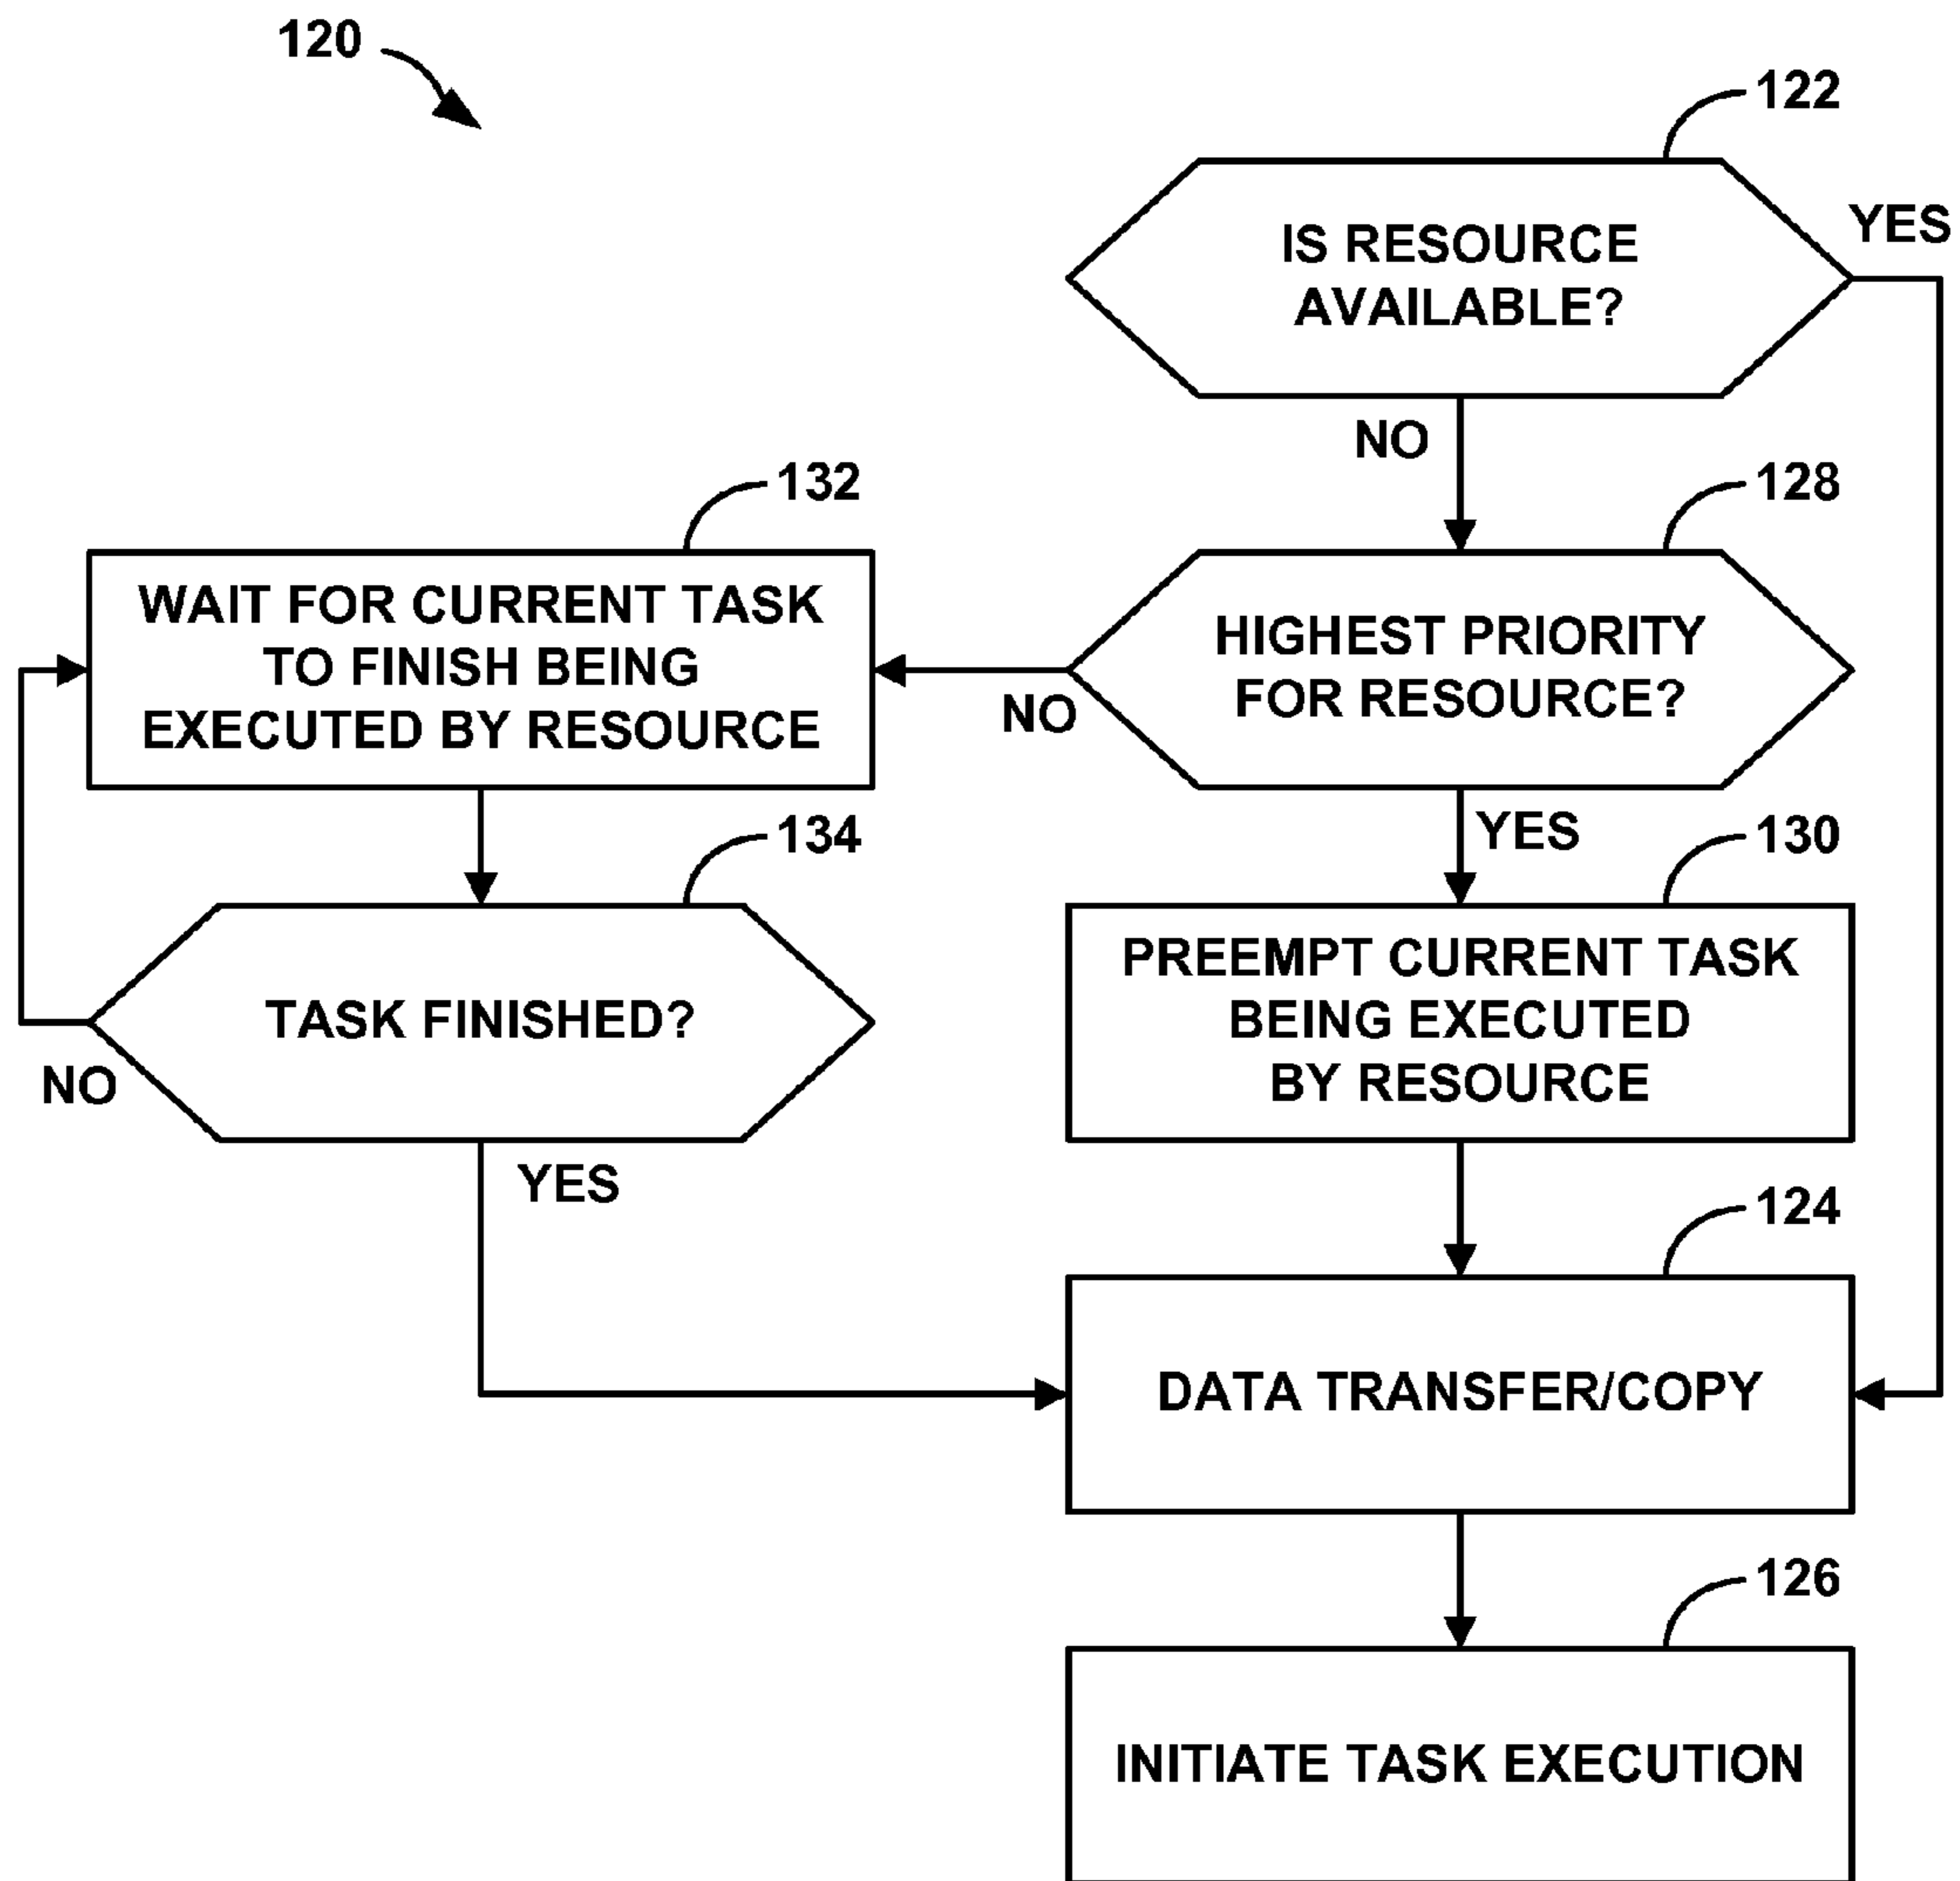 120
122
IS RESOURCE
AVAILABLE?
YES
NO
128
HIGHEST PRIORITY
FOR RESOURCE?
NO
YES
132
WAIT FOR CURRENT TASK
TO FINISH BEING
EXECUTED BY RESOURCE
134
TASK FINISHED?
NO
YES
130
PREEMPT CURRENT TASK
BEING EXECUTED
BY RESOURCE
124
DATA TRANSFER/COPY
126
INITIATE TASK EXECUTION